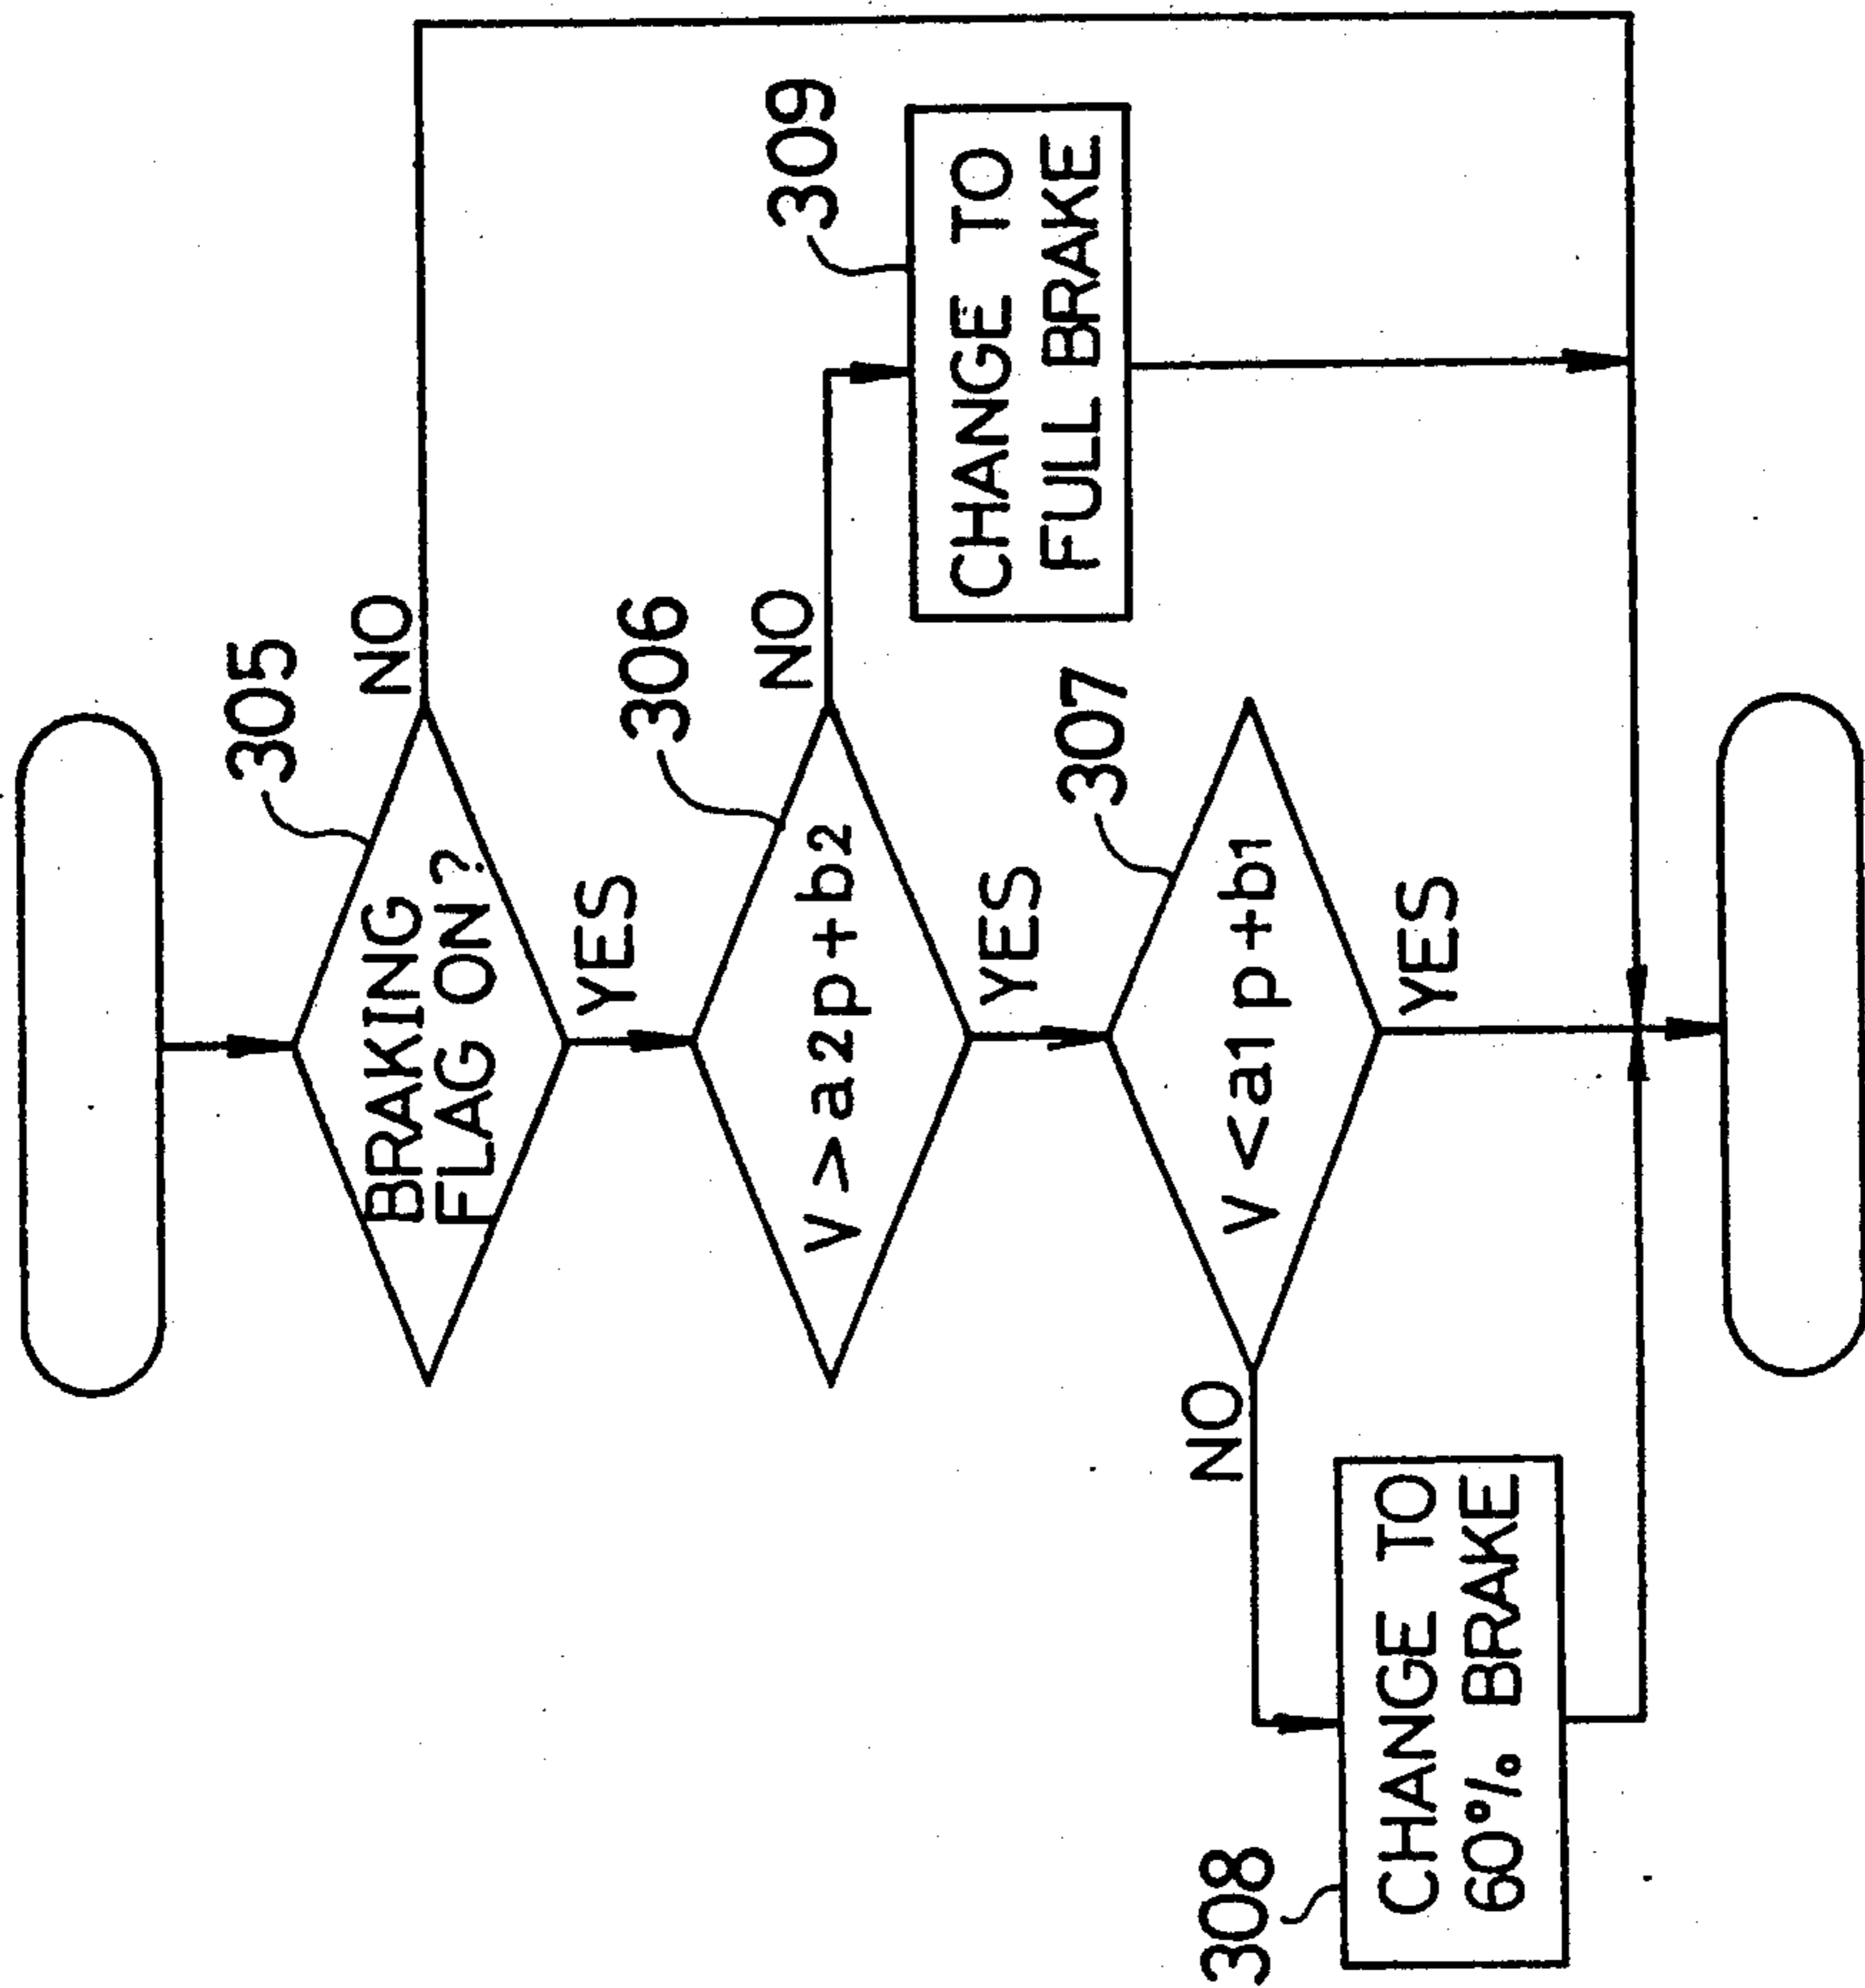 305
BRAKING
FLAG ON ?
NO
YES
306
V > a2p+b2
NO
YES
309
CHANGE TO
FULL BRAKE
307
V <a1p+b1
NO
YES
308
CHANGE TO
60% BRAKE